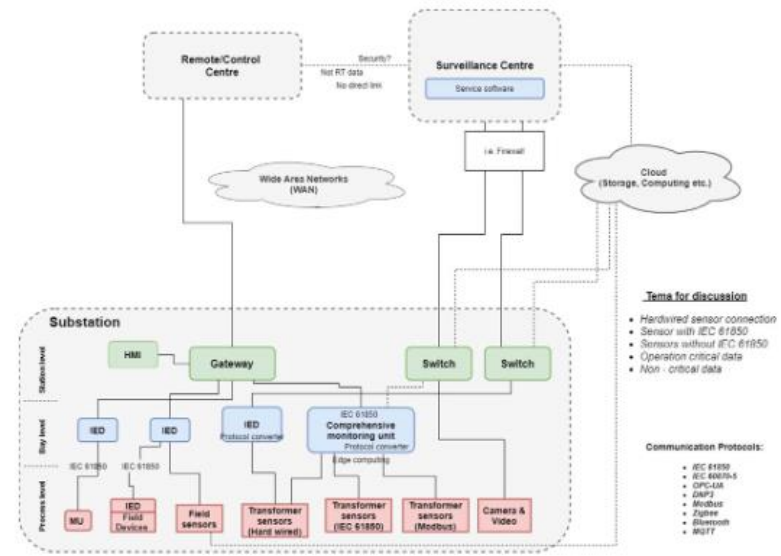 Remote/Control
Centre
Security?
Not RT data
No direct link
Surveillance Centre
Service software
i.e. Firewall
Wide Area Networks
(WAN)
Cloud
(Storage, Computing etc.)
Tema for discussion
Hardwired sensor connection
Sensor with IEC 61850
Sensors without IEC 61850
Operation critical data
Non - critical data
Substation
Station level
HMI
Gateway
Switch
Switch
Bay level
IED
IED
IED
Protocol converter
IEC 61850
Comprehensive
monitoring unit
Protocol converter
Edge computing
IEC 61850
IEC 61850
Process level
MU
IED
Field
Devices
Field
sensors
Transformer
sensors
(Hard wired)
Transformer
sensors
(IEC 61850)
Transformer
sensors
(Modbus)
Camera &
Video
Communication Protocols:
IEC 61850
IEC 60870-5
OPC-UA
DNP3
Modbus
Zigbee
Bluetooth
MQTT